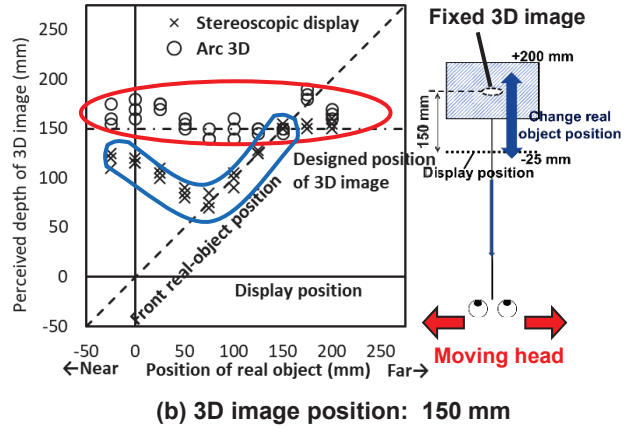 Perceived depth of 3D image (mm)
250
200
150
100
50
0
-50
× Stereoscopic display
○ Arc 3D
Designed position
of 3D image
Front real-object position
Display position
-50 0 50 100 150 200 250
←Near Position of real object (mm) Far→
Fixed 3D image
+200 mm
150 mm
Change real
object position
-25 mm
Display position
Moving head
(b) 3D image position: 150 mm